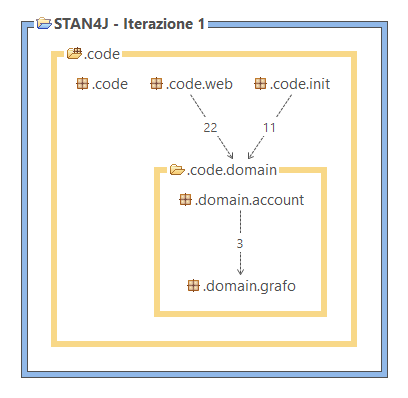 STAN4J - Iterazione 1
.code
.code
.code.web
.code.init
22
11
.code.domain
.domain.account
3
.domain.grafo